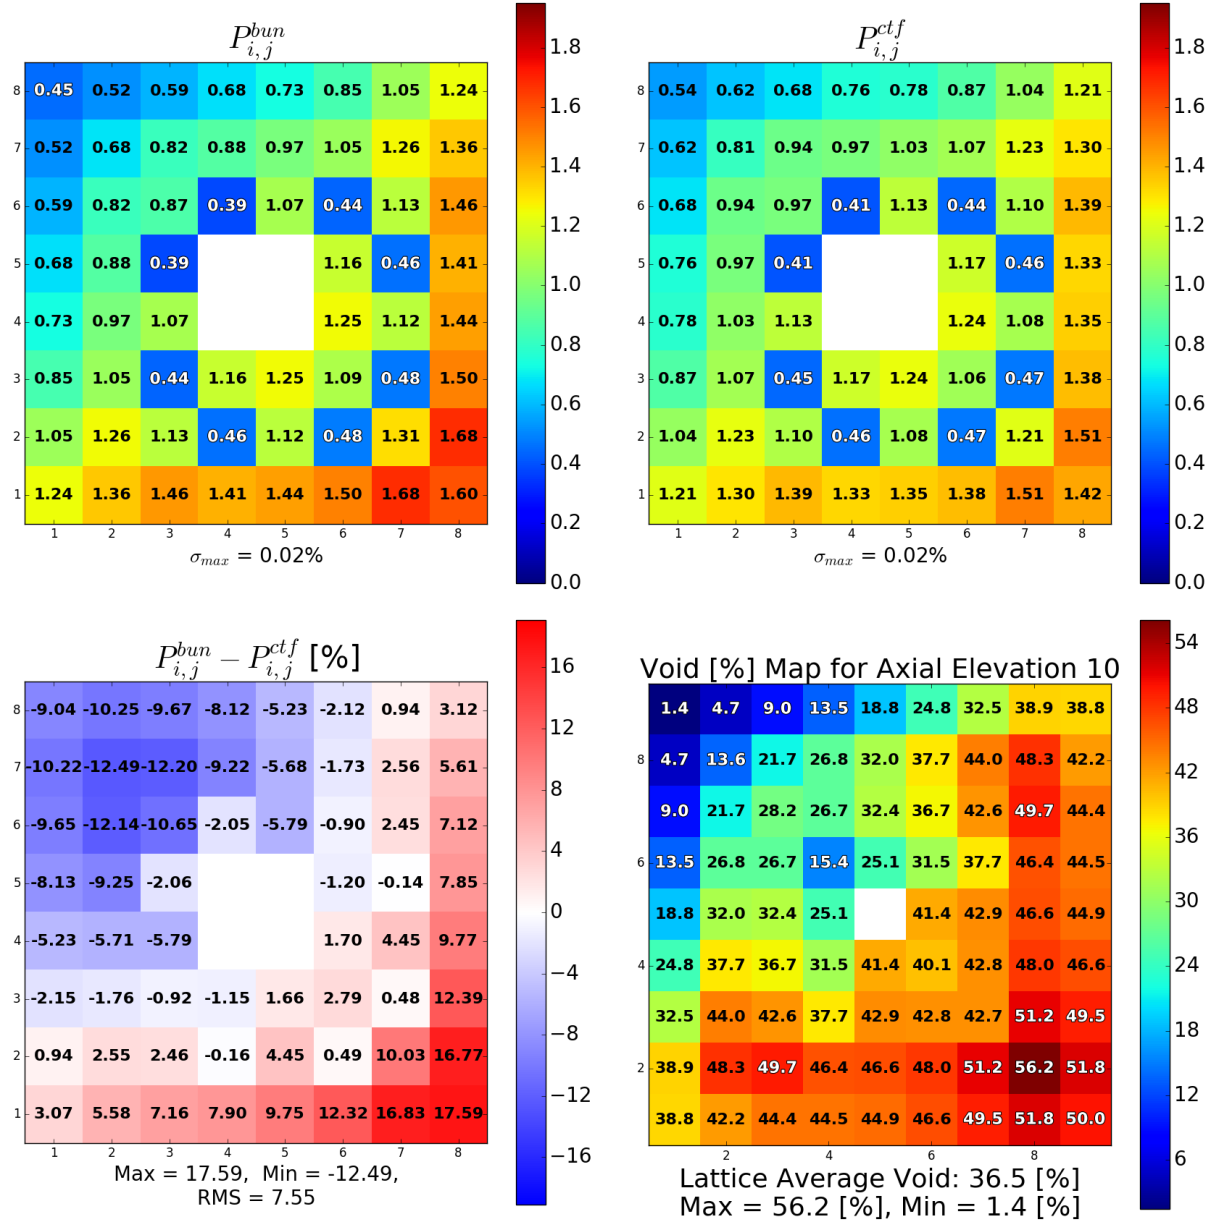 P_{i,j}^{bun}
8 0.45 0.52 0.59 0.68 0.73 0.85 1.05 1.24
7 0.52 0.68 0.82 0.88 0.97 1.05 1.26 1.36
6 0.59 0.82 0.87 0.39 1.07 0.44 1.13 1.46
5 0.68 0.88 0.39 1.16 0.46 1.41
4 0.73 0.97 1.07 1.25 1.12 1.44
3 0.85 1.05 0.44 1.16 1.25 1.09 0.48 1.50
2 1.05 1.26 1.13 0.46 1.12 0.48 1.31 1.68
1 1.24 1.36 1.46 1.41 1.44 1.50 1.68 1.60
1 2 3 4 5 6 7 8
σ_{max} = 0.02%
1.8
1.6
1.4
1.2
1.0
0.8
0.6
0.4
0.2
0.0
P_{i,j}^{ctf}
8 0.54 0.62 0.68 0.76 0.78 0.87 1.04 1.21
7 0.62 0.81 0.94 0.97 1.03 1.07 1.23 1.30
6 0.68 0.94 0.97 0.41 1.13 0.44 1.10 1.39
5 0.76 0.97 0.41 1.17 0.46 1.33
4 0.78 1.03 1.13 1.24 1.08 1.35
3 0.87 1.07 0.45 1.17 1.24 1.06 0.47 1.38
2 1.04 1.23 1.10 0.46 1.08 0.47 1.21 1.51
1 1.21 1.30 1.39 1.33 1.35 1.38 1.51 1.42
1 2 3 4 5 6 7 8
σ_{max} = 0.02%
1.8
1.6
1.4
1.2
1.0
0.8
0.6
0.4
0.2
0.0
P_{i,j}^{bun} − P_{i,j}^{ctf} [%]
8 -9.04 -10.25 -9.67 -8.12 -5.23 -2.12 0.94 3.12
7 -10.22 -12.49 -12.20 -9.22 -5.68 -1.73 2.56 5.61
6 -9.65 -12.14 -10.65 -2.05 -5.79 -0.90 2.45 7.12
5 -8.13 -9.25 -2.06 -1.20 -0.14 7.85
4 -5.23 -5.71 -5.79 1.70 4.45 9.77
3 -2.15 -1.76 -0.92 -1.15 1.66 2.79 0.48 12.39
2 0.94 2.55 2.46 -0.16 4.45 0.49 10.03 16.77
1 3.07 5.58 7.16 7.90 9.75 12.32 16.83 17.59
1 2 3 4 5 6 7 8
Max = 17.59, Min = -12.49,
RMS = 7.55
16
12
8
4
0
−4
−8
−12
−16
Void [%] Map for Axial Elevation 10
1.4 4.7 9.0 13.5 18.8 24.8 32.5 38.9 38.8
8 4.7 13.6 21.7 26.8 32.0 37.7 44.0 48.3 42.2
9.0 21.7 28.2 26.7 32.4 36.7 42.6 49.7 44.4
6 13.5 26.8 26.7 15.4 25.1 31.5 37.7 46.4 44.5
18.8 32.0 32.4 25.1 41.4 42.9 46.6 44.9
4 24.8 37.7 36.7 31.5 41.4 40.1 42.8 48.0 46.6
32.5 44.0 42.6 37.7 42.9 42.8 42.7 51.2 49.5
2 38.9 48.3 49.7 46.4 46.6 48.0 51.2 56.2 51.8
38.8 42.2 44.4 44.5 44.9 46.6 49.5 51.8 50.0
2 4 6 8
Lattice Average Void: 36.5 [%]
Max = 56.2 [%], Min = 1.4 [%]
54
48
42
36
30
24
18
12
6